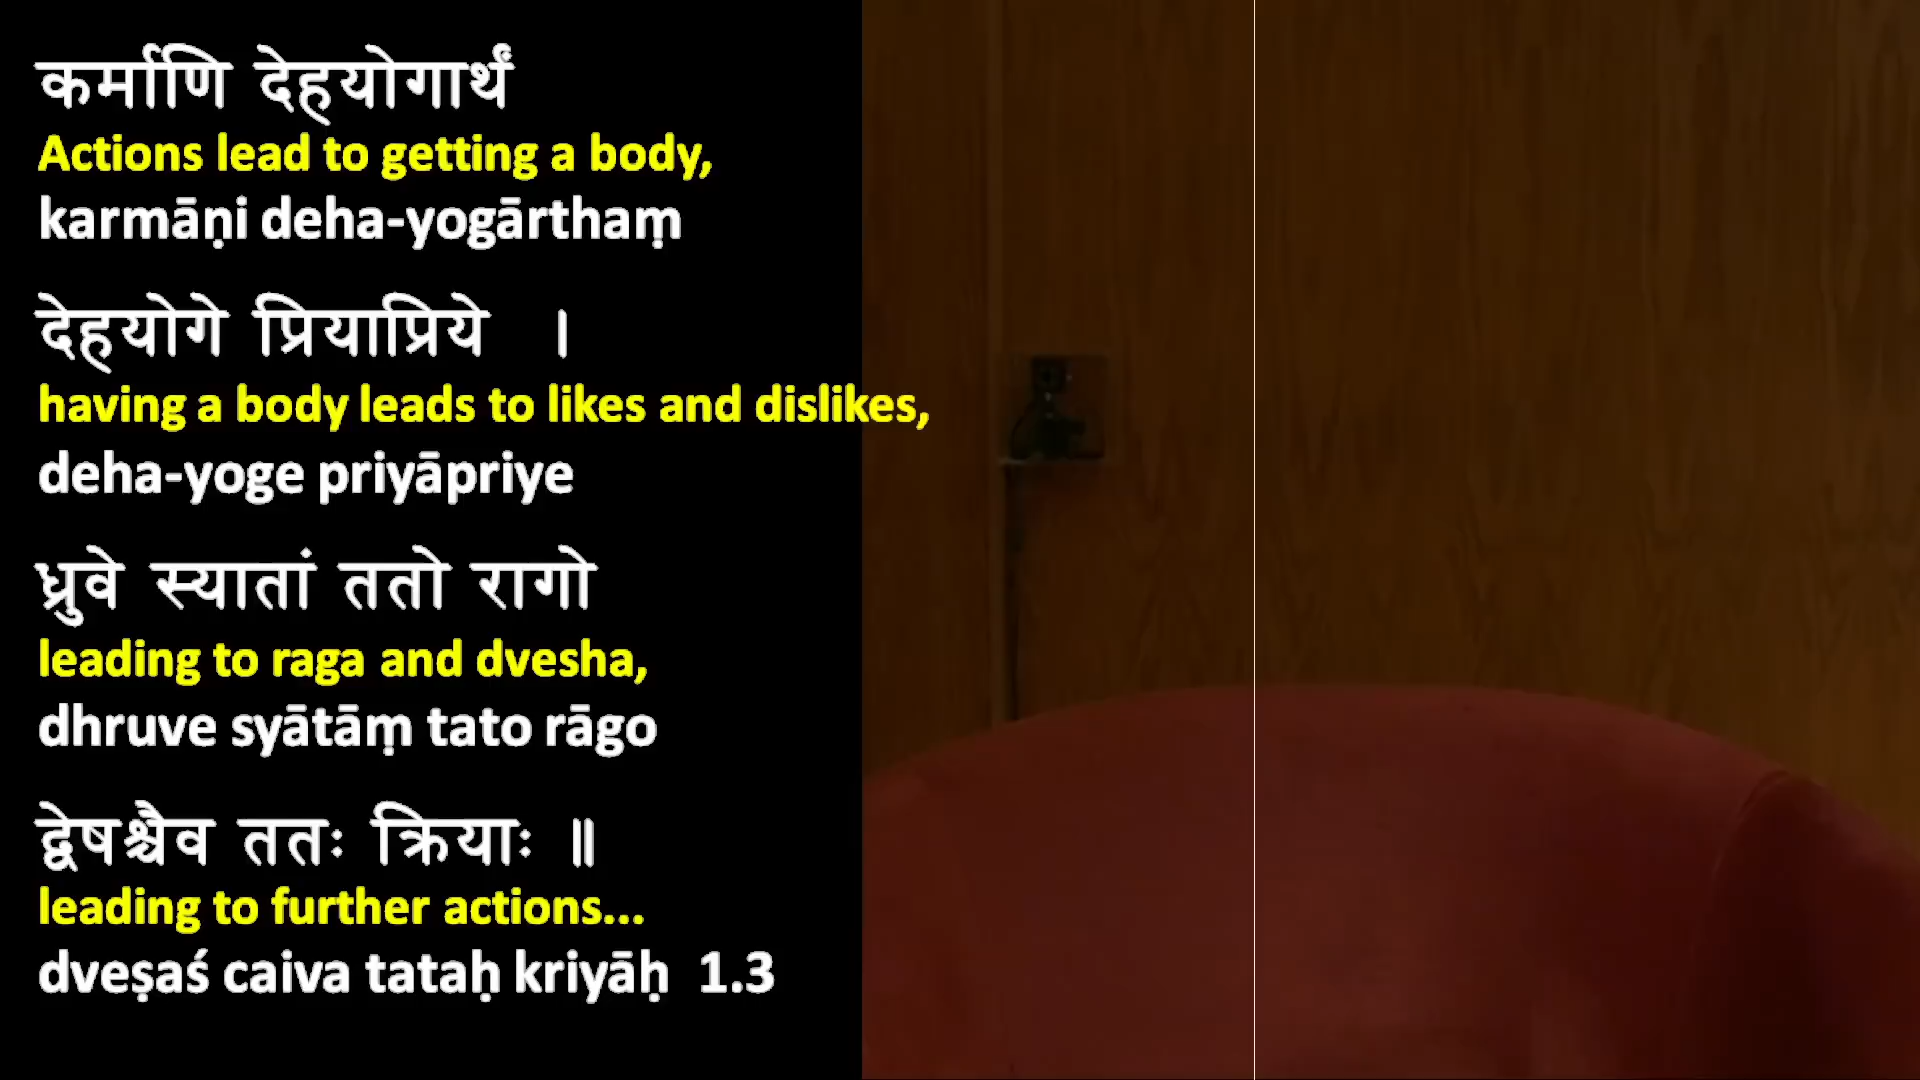 कर्माणि देहयोगार्थं
Actions lead to getting a body,
karmāṇi deha-yogārthaṃ
देहयोगे प्रियाप्रिये ।
having a body leads to likes and dislikes,
deha-yoge priyāpriye
ध्रुवे स्यातां ततो रागो
leading to raga and dvesha,
dhruve syātāṃ tato rāgo
द्वेषश्चैव ततः क्रियाः ॥
leading to further actions...
dveṣaś caiva tataḥ kriyāḥ 1.3